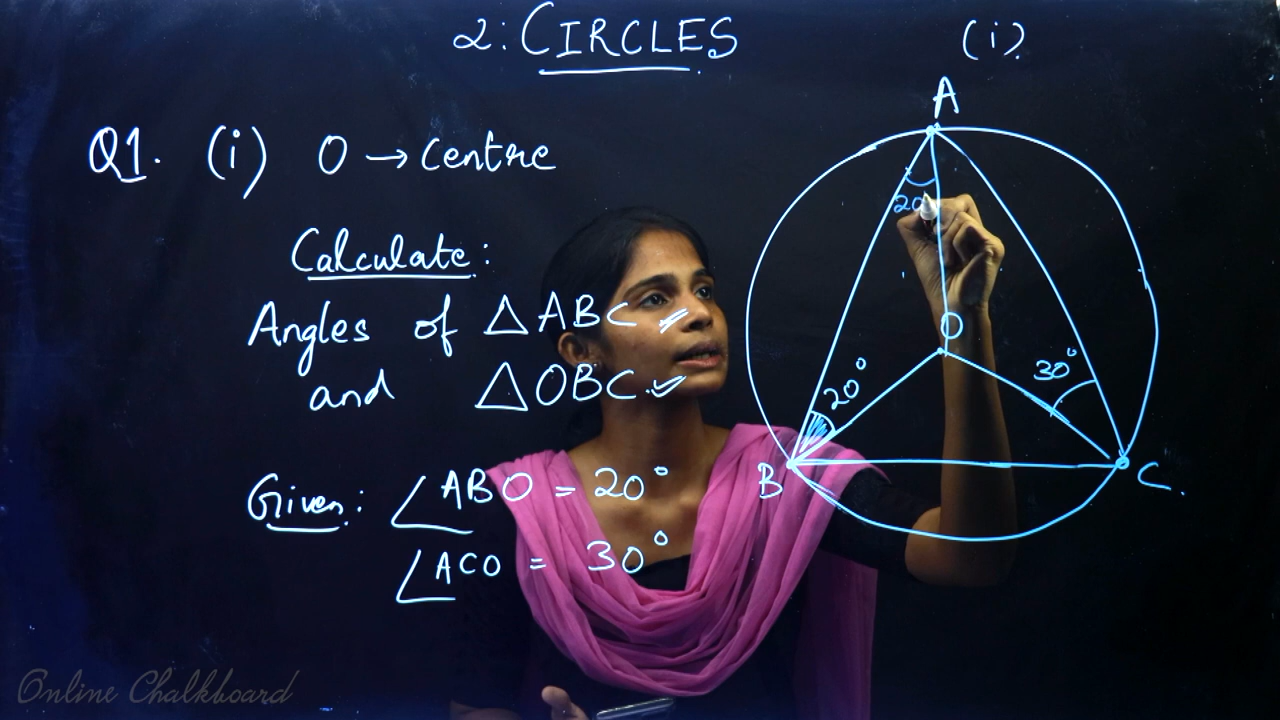 2: CIRCLES
(i).
Q1. (i) O → centre
Calculate:
Angles of △ABC
and △OBC.
Given: ∠ABO = 20°
∠ACO = 30°
A
20
O
20°
30°
B
C.
Online Chalkboard